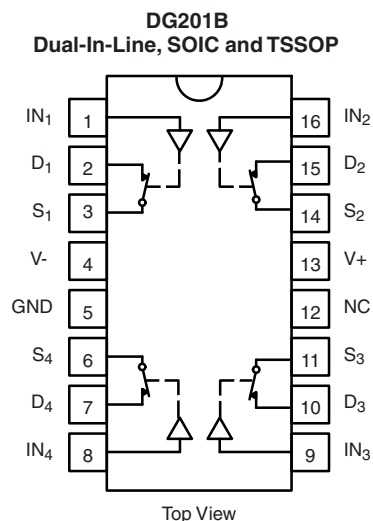 DG201B
Dual-In-Line, SOIC and TSSOP
IN1 1 16 IN2
D1 2 15 D2
S1 3 14 S2
V- 4 13 V+
GND 5 12 NC
S4 6 11 S3
D4 7 10 D3
IN4 8 9 IN3
Top View